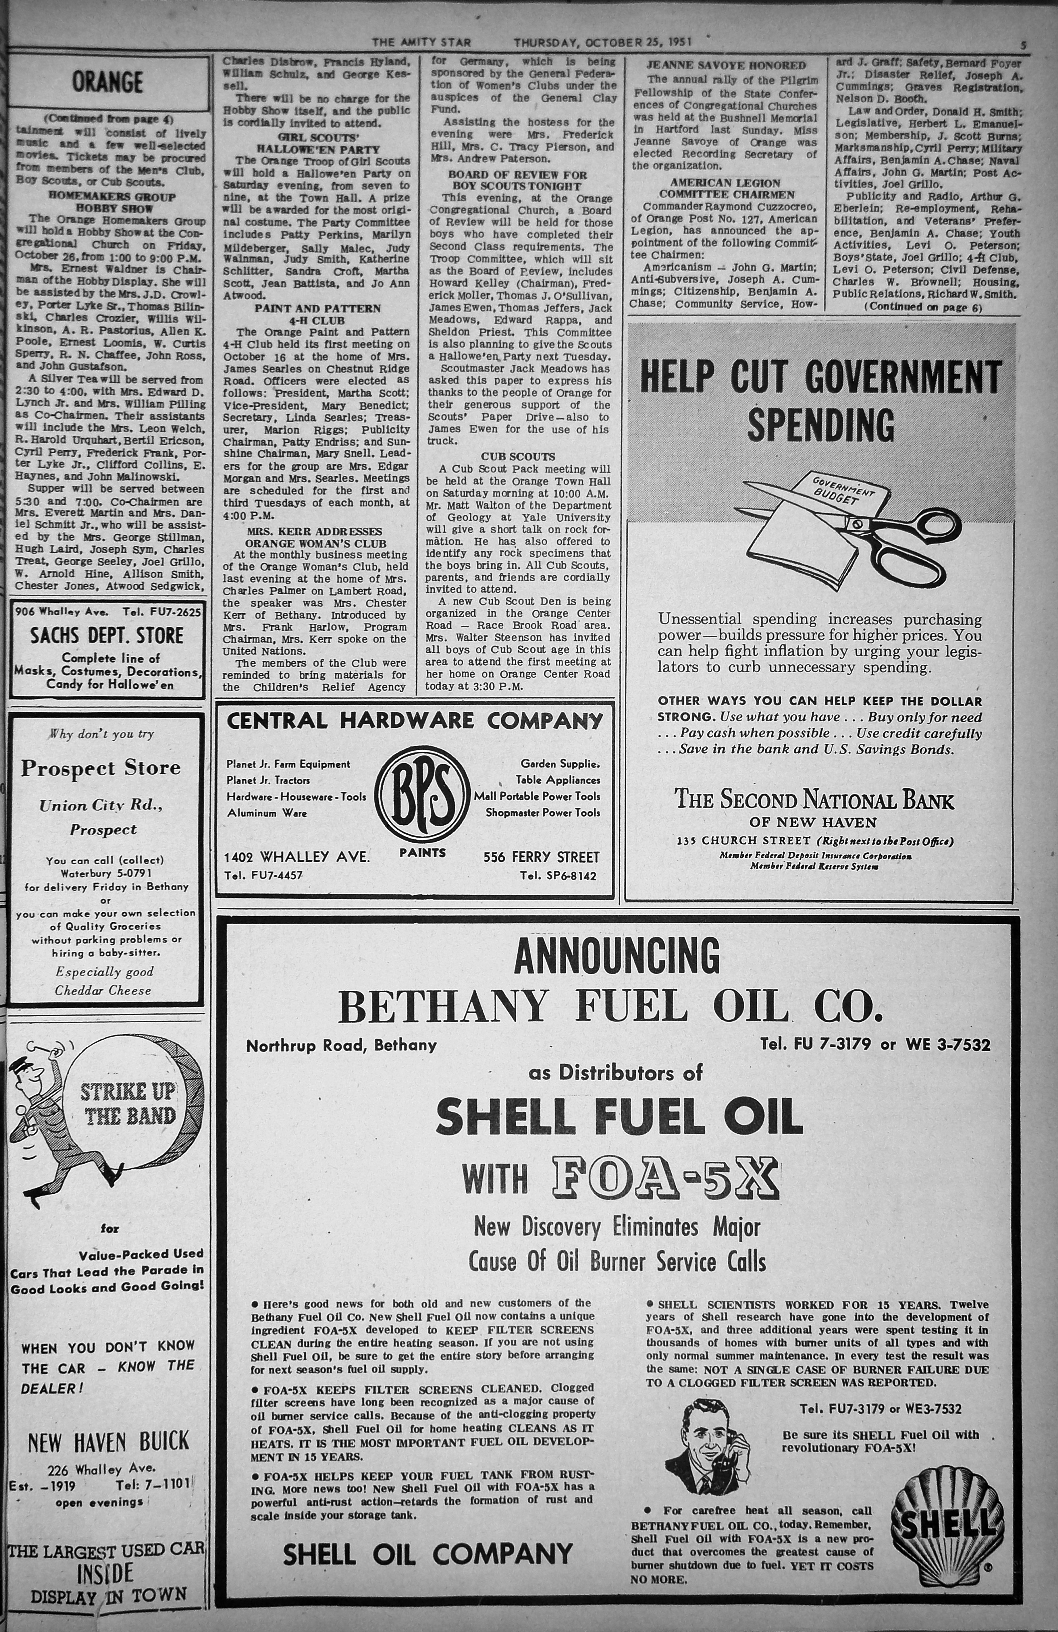 THE AMITY STAR THURSDAY, OCTOBER 25, 1951 5
ORANGE
(Continued from page 4)
tainment will consist of lively
music and a few well-selected
movies. Tickets may be procured
from members of the Men's Club,
Boy Scouts, or Cub Scouts.
HOMEMAKERS GROUP
HOBBY SHOW
The Orange Homemakers Group
will hold a Hobby Show at the Con-
gregational Church on Friday,
October 26, from 1:00 to 9:00 P.M.
Mrs. Ernest Waldner is Chair-
man of the Hobby Display. She will
be assisted by the Mrs. J.D. Crowl-
ey, Porter Lyke Sr., Thomas Bilin-
ski, Charles Crozier, Willis Wil-
kinson, A. R. Pastorius, Allen K.
Poole, Ernest Loomis, W. Curtis
Sperry, R. N. Chaffee, John Ross,
and John Gustafson.
A Silver Tea will be served from
2:30 to 4:00, with Mrs. Edward D.
Lynch Jr. and Mrs. William Pilling
as Co-Chairmen. Their assistants
will include the Mrs. Leon Welch,
R. Harold Urquhart, Bertil Ericson,
Cyril Perry, Frederick Frank, Por-
ter Lyke Jr., Clifford Collins, E.
Haynes, and John Malinowski.
Supper will be served between
5:30 and 7:00. Co-Chairmen are
Mrs. Everett Martin and Mrs. Dan-
iel Schmitt Jr., who will be assist-
ed by the Mrs. George Stillman,
Hugh Laird, Joseph Sym, Charles
Treat, George Seeley, Joel Grillo,
W. Arnold Hine, Allison Smith,
Chester Jones, Atwood Sedgwick,
Charles Disbrow, Francis Hyland,
William Schulz, and George Kes-
sell.
There will be no charge for the
Hobby Show itself, and the public
is cordially invited to attend.
GIRL SCOUTS'
HALLOWE'EN PARTY
The Orange Troop of Girl Scouts
will hold a Hallowe'en Party on
Saturday evening, from seven to
nine, at the Town Hall. A prize
will be awarded for the most origi-
nal costume. The Party Committee
includes Patty Perkins, Marilyn
Mildeberger, Sally Malec, Judy
Wainman, Judy Smith, Katherine
Schlitter, Sandra Croft, Martha
Scott, Jean Battista, and Jo Ann
Atwood.
PAINT AND PATTERN
4-H CLUB
The Orange Paint and Pattern
4-H Club held its first meeting on
October 16 at the home of Mrs.
James Searles on Chestnut Ridge
Road. Officers were elected as
follows: President, Martha Scott;
Vice-President, Mary Benedict;
Secretary, Linda Searles; Treas-
urer, Marion Riggs; Publicity
Chairman, Patty Endriss; and Sun-
shine Chairman, Mary Snell. Lead-
ers for the group are Mrs. Edgar
Morgan and Mrs. Searles. Meetings
are scheduled for the first and
third Tuesdays of each month, at
4:00 P.M.
MRS. KERR ADDRESSES
ORANGE WOMAN'S CLUB
At the monthly business meeting
of the Orange Woman's Club, held
last evening at the home of Mrs.
Charles Palmer on Lambert Road,
the speaker was Mrs. Chester
Kerr of Bethany. Introduced by
Mrs. Frank Harlow, Program
Chairman, Mrs. Kerr spoke on the
United Nations.
The members of the Club were
reminded to bring materials for
the Children's Relief Agency
for Germany, which is being
sponsored by the General Federa-
tion of Women's Clubs under the
auspices of the General Clay
Fund.
Assisting the hostess for the
evening were Mrs. Frederick
Hill, Mrs. C. Tracy Pierson, and
Mrs. Andrew Paterson.
BOARD OF REVIEW FOR
BOY SCOUTS TONIGHT
This evening, at the Orange
Congregational Church, a Board
of Review will be held for those
boys who have completed their
Second Class requirements. The
Troop Committee, which will sit
as the Board of Review, includes
Howard Kelley (Chairman), Fred-
erick Moller, Thomas J. O'Sullivan,
James Ewen, Thomas Jeffers, Jack
Meadows, Edward Rappa, and
Sheldon Priest. This Committee
is also planning to give the Scouts
a Hallowe'en Party next Tuesday.
Scoutmaster Jack Meadows has
asked this paper to express his
thanks to the people of Orange for
their generous support of the
Scouts' Paper Drive—also to
James Ewen for the use of his
truck.
CUB SCOUTS
A Cub Scout Pack meeting will
be held at the Orange Town Hall
on Saturday morning at 10:00 A.M.
Mr. Matt Walton of the Department
of Geology at Yale University
will give a short talk on rock for-
mation. He has also offered to
identify any rock specimens that
the boys bring in. All Cub Scouts,
parents, and friends are cordially
invited to attend.
A new Cub Scout Den is being
organized in the Orange Center
Road — Race Brook Road area.
Mrs. Walter Steenson has invited
all boys of Cub Scout age in this
area to attend the first meeting at
her home on Orange Center Road
today at 3:30 P.M.
JEANNE SAVOYE HONORED
The annual rally of the Pilgrim
Fellowship of the State Confer-
ences of Congregational Churches
was held at the Bushnell Memorial
in Hartford last Sunday. Miss
Jeanne Savoye of Orange was
elected Recording Secretary of
the organization.
AMERICAN LEGION
COMMITTEE CHAIRMEN
Commander Raymond Cuzzocreo,
of Orange Post No. 127, American
Legion, has announced the ap-
pointment of the following Commit-
tee Chairmen:
Americanism — John G. Martin;
Anti-Subversive, Joseph A. Cum-
mings; Citizenship, Benjamin A.
Chase; Community Service, How-
ard J. Graff; Safety, Bernard Foyer
Jr.; Disaster Relief, Joseph A.
Cummings; Graves Registration,
Nelson D. Booth.
Law and Order, Donald H. Smith;
Legislative, Herbert L. Emanuel-
son; Membership, J. Scott Burns;
Marksmanship, Cyril Perry; Military
Affairs, Benjamin A. Chase; Naval
Affairs, John G. Martin; Post Ac-
tivities, Joel Grillo.
Publicity and Radio, Arthur G.
Eberlein; Re-employment, Reha-
bilitation, and Veterans' Prefer-
ence, Benjamin A. Chase; Youth
Activities, Levi O. Peterson;
Boys' State, Joel Grillo; 4-H Club,
Levi O. Peterson; Civil Defense,
Charles W. Brownell; Housing,
Public Relations, Richard W. Smith.
(Continued on page 6)
906 Whalley Ave. Tel. FU7-2625
SACHS DEPT. STORE
Complete line of
Masks, Costumes, Decorations,
Candy for Hallowe'en
Why don't you try
Prospect Store
Union City Rd.,
Prospect
You can call (collect)
Waterbury 5-0791
for delivery Friday in Bethany
or
you can make your own selection
of Quality Groceries
without parking problems or
hiring a baby-sitter.
Especially good
Cheddar Cheese
STRIKE UP
THE BAND
for
Value-Packed Used
Cars That Lead the Parade in
Good Looks and Good Going!
WHEN YOU DON'T KNOW
THE CAR – KNOW THE
DEALER!
NEW HAVEN BUICK
226 Whalley Ave.
Est. –1919 Tel: 7–1101
open evenings
THE LARGEST USED CAR
INSIDE
DISPLAY IN TOWN
CENTRAL HARDWARE COMPANY
Planet Jr. Farm Equipment
Planet Jr. Tractors
Hardware - Houseware - Tools
Aluminum Ware
BPS
PAINTS
Garden Supplie.
Table Appliances
Mall Portable Power Tools
Shopmaster Power Tools
1402 WHALLEY AVE. 556 FERRY STREET
Tel. FU7-4457 Tel. SP6-8142
HELP CUT GOVERNMENT
SPENDING
GOVERNMENT
BUDGET
Unessential spending increases purchasing
power—builds pressure for higher prices. You
can help fight inflation by urging your legis-
lators to curb unnecessary spending.
OTHER WAYS YOU CAN HELP KEEP THE DOLLAR
STRONG. Use what you have . . . Buy only for need
. . . Pay cash when possible . . . Use credit carefully
. . . Save in the bank and U.S. Savings Bonds.
THE SECOND NATIONAL BANK
OF NEW HAVEN
135 CHURCH STREET (Right next to the Post Office)
Member Federal Deposit Insurance Corporation
Member Federal Reserve System
ANNOUNCING
BETHANY FUEL OIL CO.
Northrup Road, Bethany Tel. FU 7-3179 or WE 3-7532
as Distributors of
SHELL FUEL OIL
WITH FOA-5X
New Discovery Eliminates Major
Cause Of Oil Burner Service Calls
• Here's good news for both old and new customers of the
Bethany Fuel Oil Co. New Shell Fuel Oil now contains a unique
ingredient FOA-5X developed to KEEP FILTER SCREENS
CLEAN during the entire heating season. If you are not using
Shell Fuel Oil, be sure to get the entire story before arranging
for next season's fuel oil supply.
• FOA-5X KEEPS FILTER SCREENS CLEANED. Clogged
filter screens have long been recognized as a major cause of
oil burner service calls. Because of the anti-clogging property
of FOA-5X, Shell Fuel Oil for home heating CLEANS AS IT
HEATS. IT IS THE MOST IMPORTANT FUEL OIL DEVELOP-
MENT IN 15 YEARS.
• FOA-5X HELPS KEEP YOUR FUEL TANK FROM RUST-
ING. More news too! New Shell Fuel Oil with FOA-5X has a
powerful anti-rust action—retards the formation of rust and
scale inside your storage tank.
SHELL OIL COMPANY
• SHELL SCIENTISTS WORKED FOR 15 YEARS. Twelve
years of Shell research have gone into the development of
FOA-5X, and three additional years were spent testing it in
thousands of homes with burner units of all types and with
only normal summer maintenance. In every test the result was
the same: NOT A SINGLE CASE OF BURNER FAILURE DUE
TO A CLOGGED FILTER SCREEN WAS REPORTED.
Tel. FU7-3179 or WE3-7532
Be sure its SHELL Fuel Oil with
revolutionary FOA-5X!
• For carefree heat all season, call
BETHANY FUEL OIL CO., today. Remember,
Shell Fuel Oil with FOA-5X is a new pro-
duct that overcomes the greatest cause of
burner shutdown due to fuel. YET IT COSTS
NO MORE.
SHELL
®